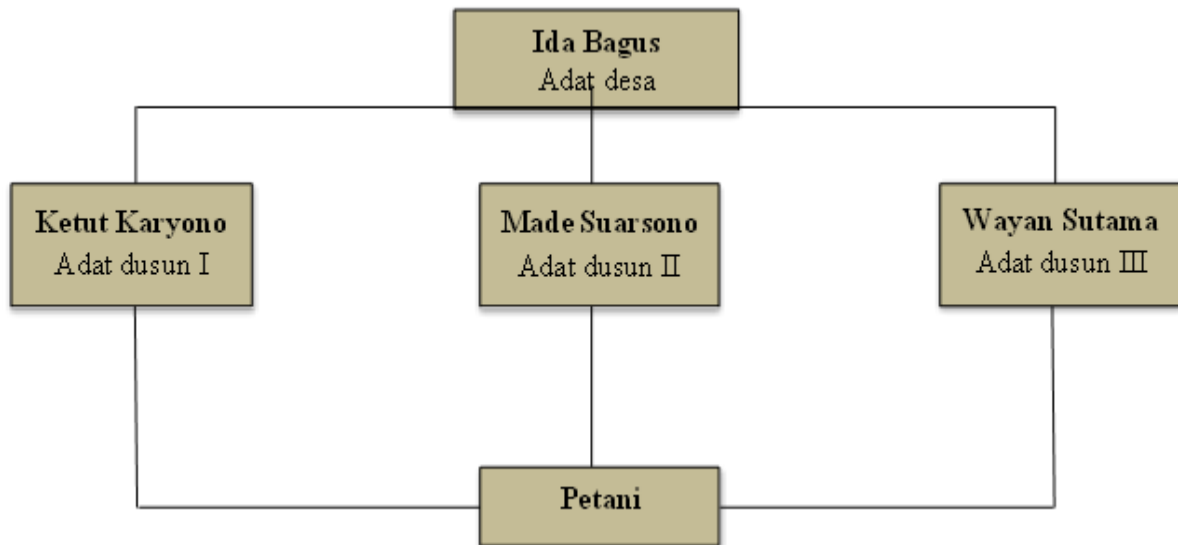 Ida Bagus
Adat desa
Ketut Karyono
Adat dusun I
Made Suarsono
Adat dusun II
Wayan Sutama
Adat dusun III
Petani